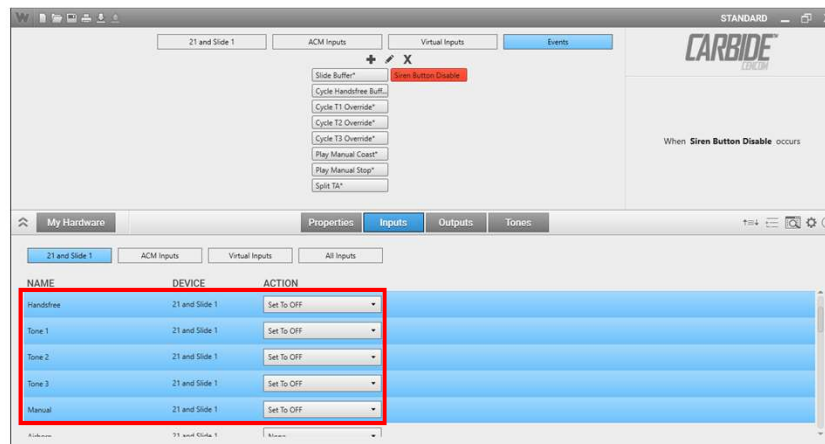 STANDARD
21 and Slide 1 ACM Inputs Virtual Inputs Events
CARBIDE
CENCOM
Slide Buffer* Siren Button Disable
Cycle Handsfree Buff...
Cycle T1 Override*
Cycle T2 Override*
Cycle T3 Override*
Play Manual Coast*
Play Manual Stop*
Split TA*
When Siren Button Disable occurs
My Hardware Properties Inputs Outputs Tones
21 and Slide 1 ACM Inputs Virtual Inputs All Inputs
NAME DEVICE ACTION
Handsfree 21 and Slide 1 Set To OFF
Tone 1 21 and Slide 1 Set To OFF
Tone 2 21 and Slide 1 Set To OFF
Tone 3 21 and Slide 1 Set To OFF
Manual 21 and Slide 1 Set To OFF
21 and Slide 1 None